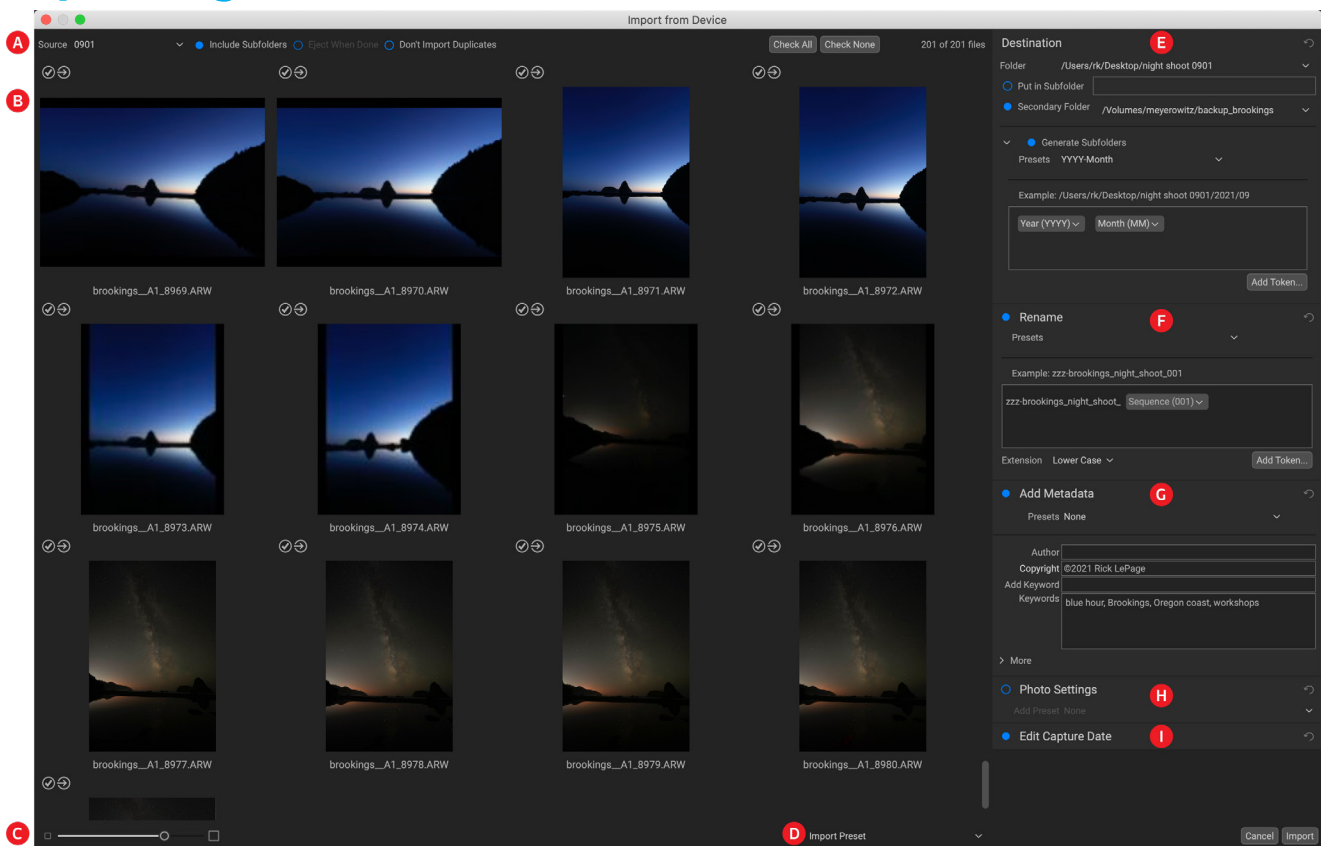 Import from Device
A
Source 0901 Include Subfolders Eject When Done Don't Import Duplicates Check All Check None 201 of 201 files
B
brookings__A1_8969.ARW brookings__A1_8970.ARW brookings__A1_8971.ARW brookings__A1_8972.ARW
brookings__A1_8973.ARW brookings__A1_8974.ARW brookings__A1_8975.ARW brookings__A1_8976.ARW
brookings__A1_8977.ARW brookings__A1_8978.ARW brookings__A1_8979.ARW brookings__A1_8980.ARW
C
D Import Preset
Destination E
Folder /Users/rk/Desktop/night shoot 0901
Put in Subfolder
Secondary Folder /Volumes/meyerowitz/backup_brookings
Generate Subfolders
Presets YYYY-Month
Example: /Users/rk/Desktop/night shoot 0901/2021/09
Year (YYYY) Month (MM)
Add Token...
Rename F
Presets
Example: zzz-brookings_night_shoot_001
zzz-brookings_night_shoot_ Sequence (001)
Extension Lower Case Add Token...
Add Metadata G
Presets None
Author
Copyright ©2021 Rick LePage
Add Keyword
Keywords blue hour, Brookings, Oregon coast, workshops
More
Photo Settings H
Add Preset None
Edit Capture Date I
Cancel Import